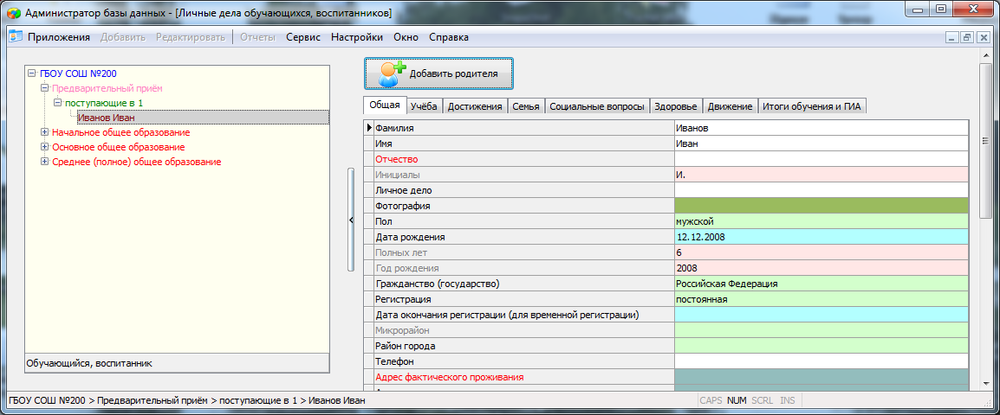 Администратор базы данных - [Личные дела обучающихся, воспитанников]
Приложения Добавить Редактировать Отчеты Сервис Настройки Окно Справка
ГБОУ СОШ №200
Предварительный приём
поступающие в 1
Иванов Иван
Начальное общее образование
Основное общее образование
Среднее (полное) общее образование
Обучающийся, воспитанник
Добавить родителя
Общая Учёба Достижения Семья Социальные вопросы Здоровье Движение Итоги обучения и ГИА
Фамилия Иванов
Имя Иван
Отчество
Инициалы И.
Личное дело
Фотография
Пол мужской
Дата рождения 12.12.2008
Полных лет 6
Год рождения 2008
Гражданство (государство) Российская Федерация
Регистрация постоянная
Дата окончания регистрации (для временной регистрации)
Микрорайон
Район города
Телефон
Адрес фактического проживания
ГБОУ СОШ №200 > Предварительный приём > поступающие в 1 > Иванов Иван CAPS NUM SCRL INS